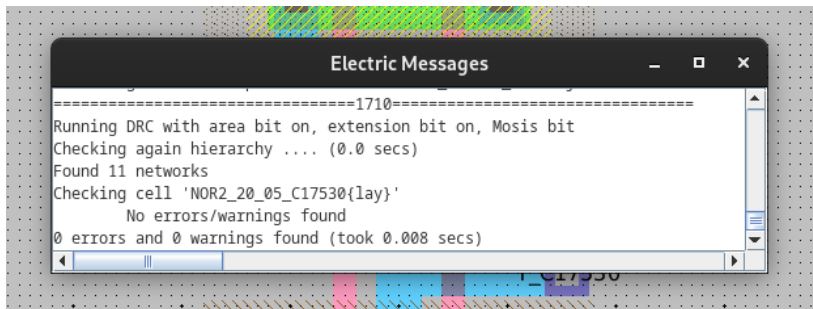 Electric Messages
=================================1710=================================
Running DRC with area bit on, extension bit on, Mosis bit
Checking again hierarchy .... (0.0 secs)
Found 11 networks
Checking cell 'NOR2_20_05_C17530{lay}'
No errors/warnings found
0 errors and 0 warnings found (took 0.008 secs)
_C17530